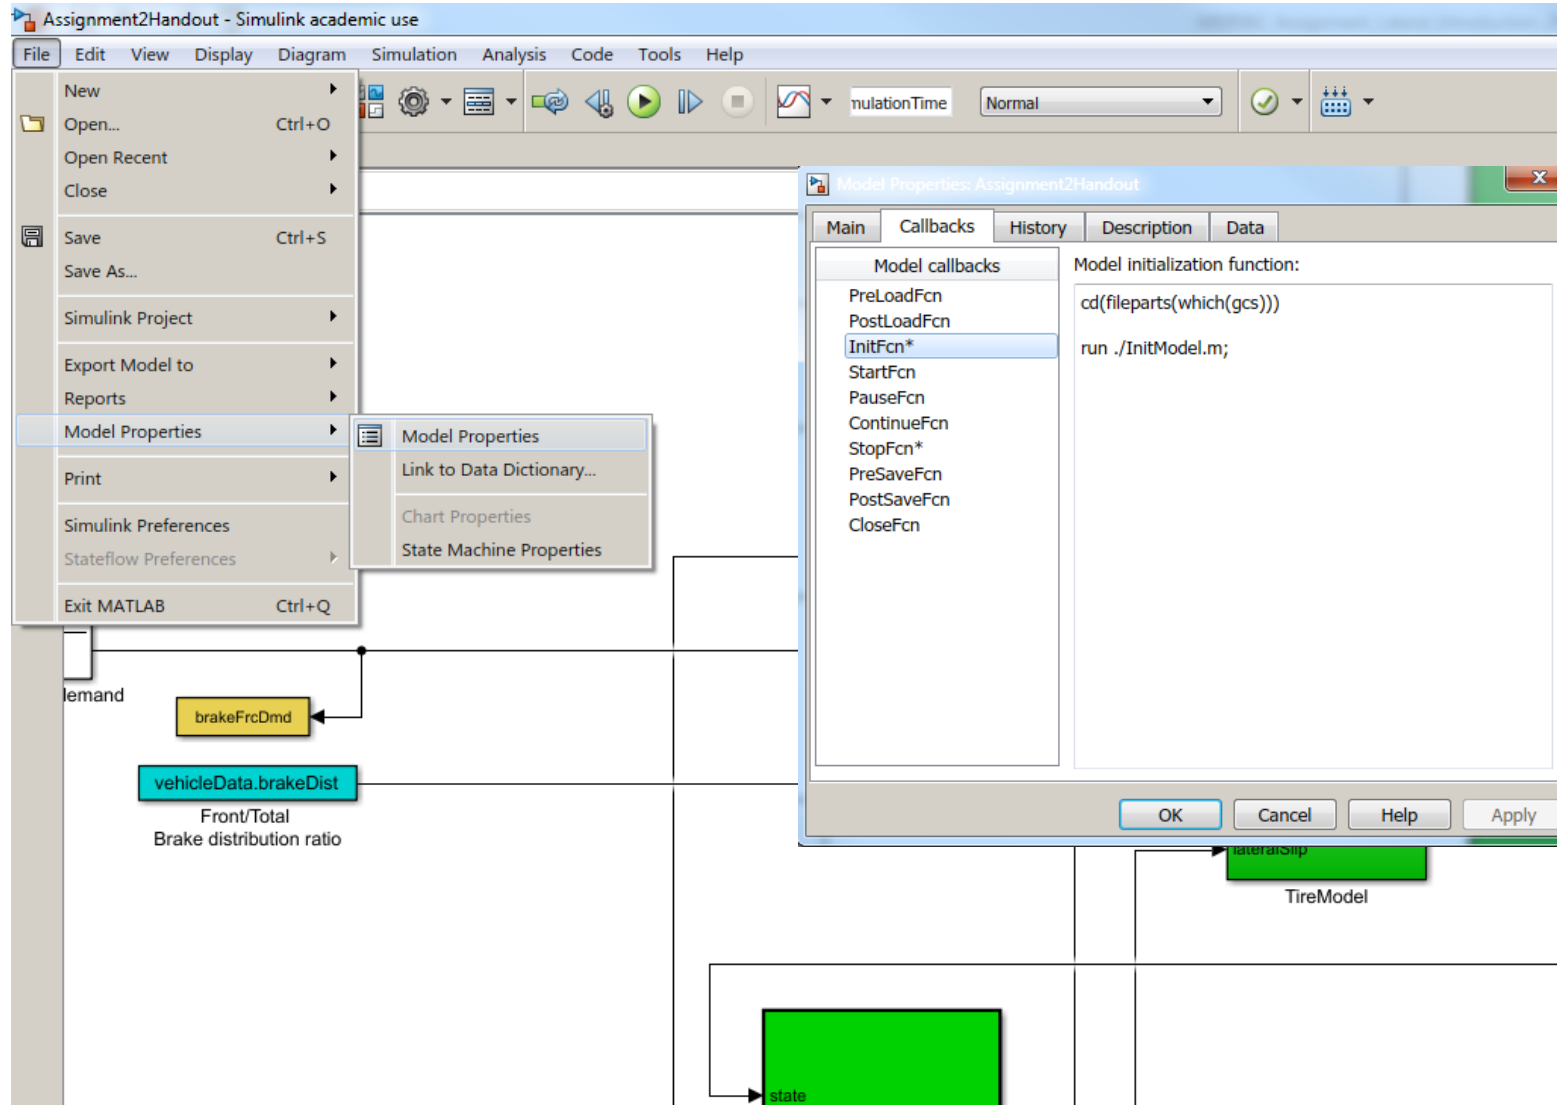 Assignment2Handout - Simulink academic use
File Edit View Display Diagram Simulation Analysis Code Tools Help
New
Open... Ctrl+O
Open Recent
Close
Save Ctrl+S
Save As...
Simulink Project
Export Model to
Reports
Model Properties
Print
Simulink Preferences
Stateflow Preferences
Exit MATLAB Ctrl+Q
Model Properties
Link to Data Dictionary...
Chart Properties
State Machine Properties
mulationTime
Normal
Model Properties: Assignment2Handout
Main Callbacks History Description Data
Model callbacks
PreLoadFcn
PostLoadFcn
InitFcn*
StartFcn
PauseFcn
ContinueFcn
StopFcn*
PreSaveFcn
PostSaveFcn
CloseFcn
Model initialization function:
cd(fileparts(which(gcs)))
run ./InitModel.m;
OK Cancel Help Apply
lemand
brakeFrcDmd
vehicleData.brakeDist
Front/Total
Brake distribution ratio
lateralSlip
TireModel
state